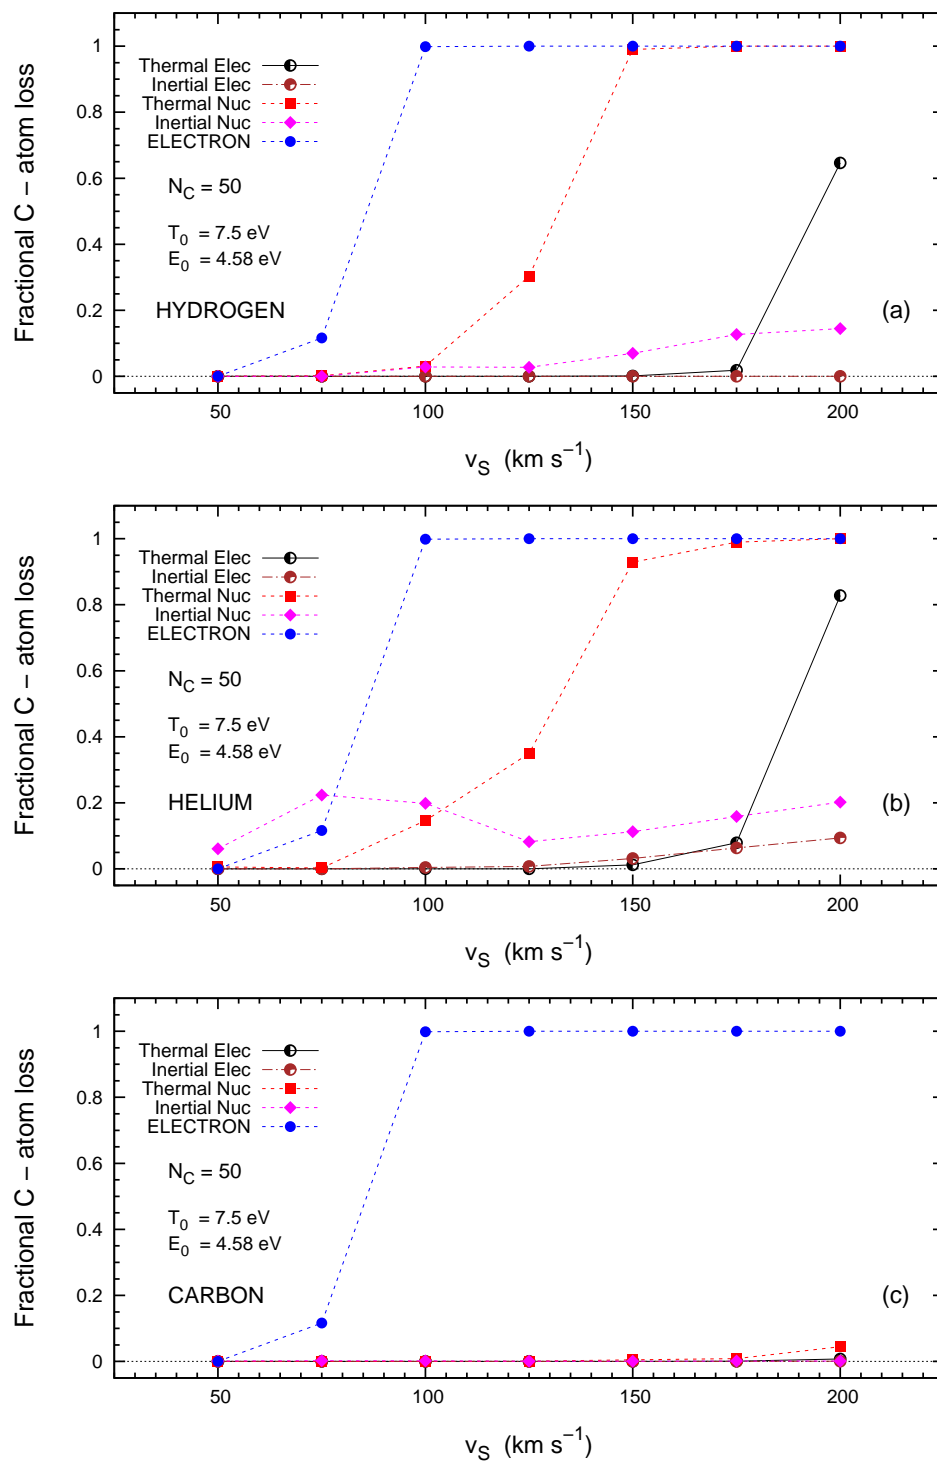 Fractional C – atom loss
1
0.8
0.6
0.4
0.2
0
Thermal Elec
Inertial Elec
Thermal Nuc
Inertial Nuc
ELECTRON
N_C = 50
T_0 = 7.5 eV
E_0 = 4.58 eV
HYDROGEN
(a)
50 100 150 200
v_S (km s^−1)
Fractional C – atom loss
1
0.8
0.6
0.4
0.2
0
Thermal Elec
Inertial Elec
Thermal Nuc
Inertial Nuc
ELECTRON
N_C = 50
T_0 = 7.5 eV
E_0 = 4.58 eV
HELIUM
(b)
50 100 150 200
v_S (km s^−1)
Fractional C – atom loss
1
0.8
0.6
0.4
0.2
0
Thermal Elec
Inertial Elec
Thermal Nuc
Inertial Nuc
ELECTRON
N_C = 50
T_0 = 7.5 eV
E_0 = 4.58 eV
CARBON
(c)
50 100 150 200
v_S (km s^−1)